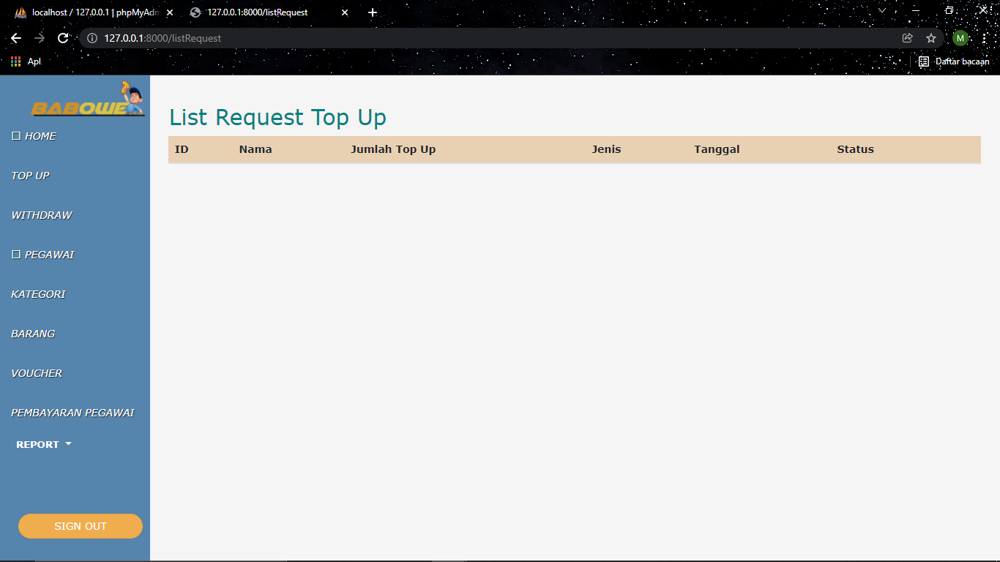 localhost / 127.0.0.1 | phpMyAdm
127.0.0.1:8000/listRequest
127.0.0.1:8000/listRequest
M
Apl
Daftar bacaan
BABOWE
List Request Top Up
ID Nama Jumlah Top Up Jenis Tanggal Status
HOME
TOP UP
WITHDRAW
PEGAWAI
KATEGORI
BARANG
VOUCHER
PEMBAYARAN PEGAWAI
REPORT
SIGN OUT